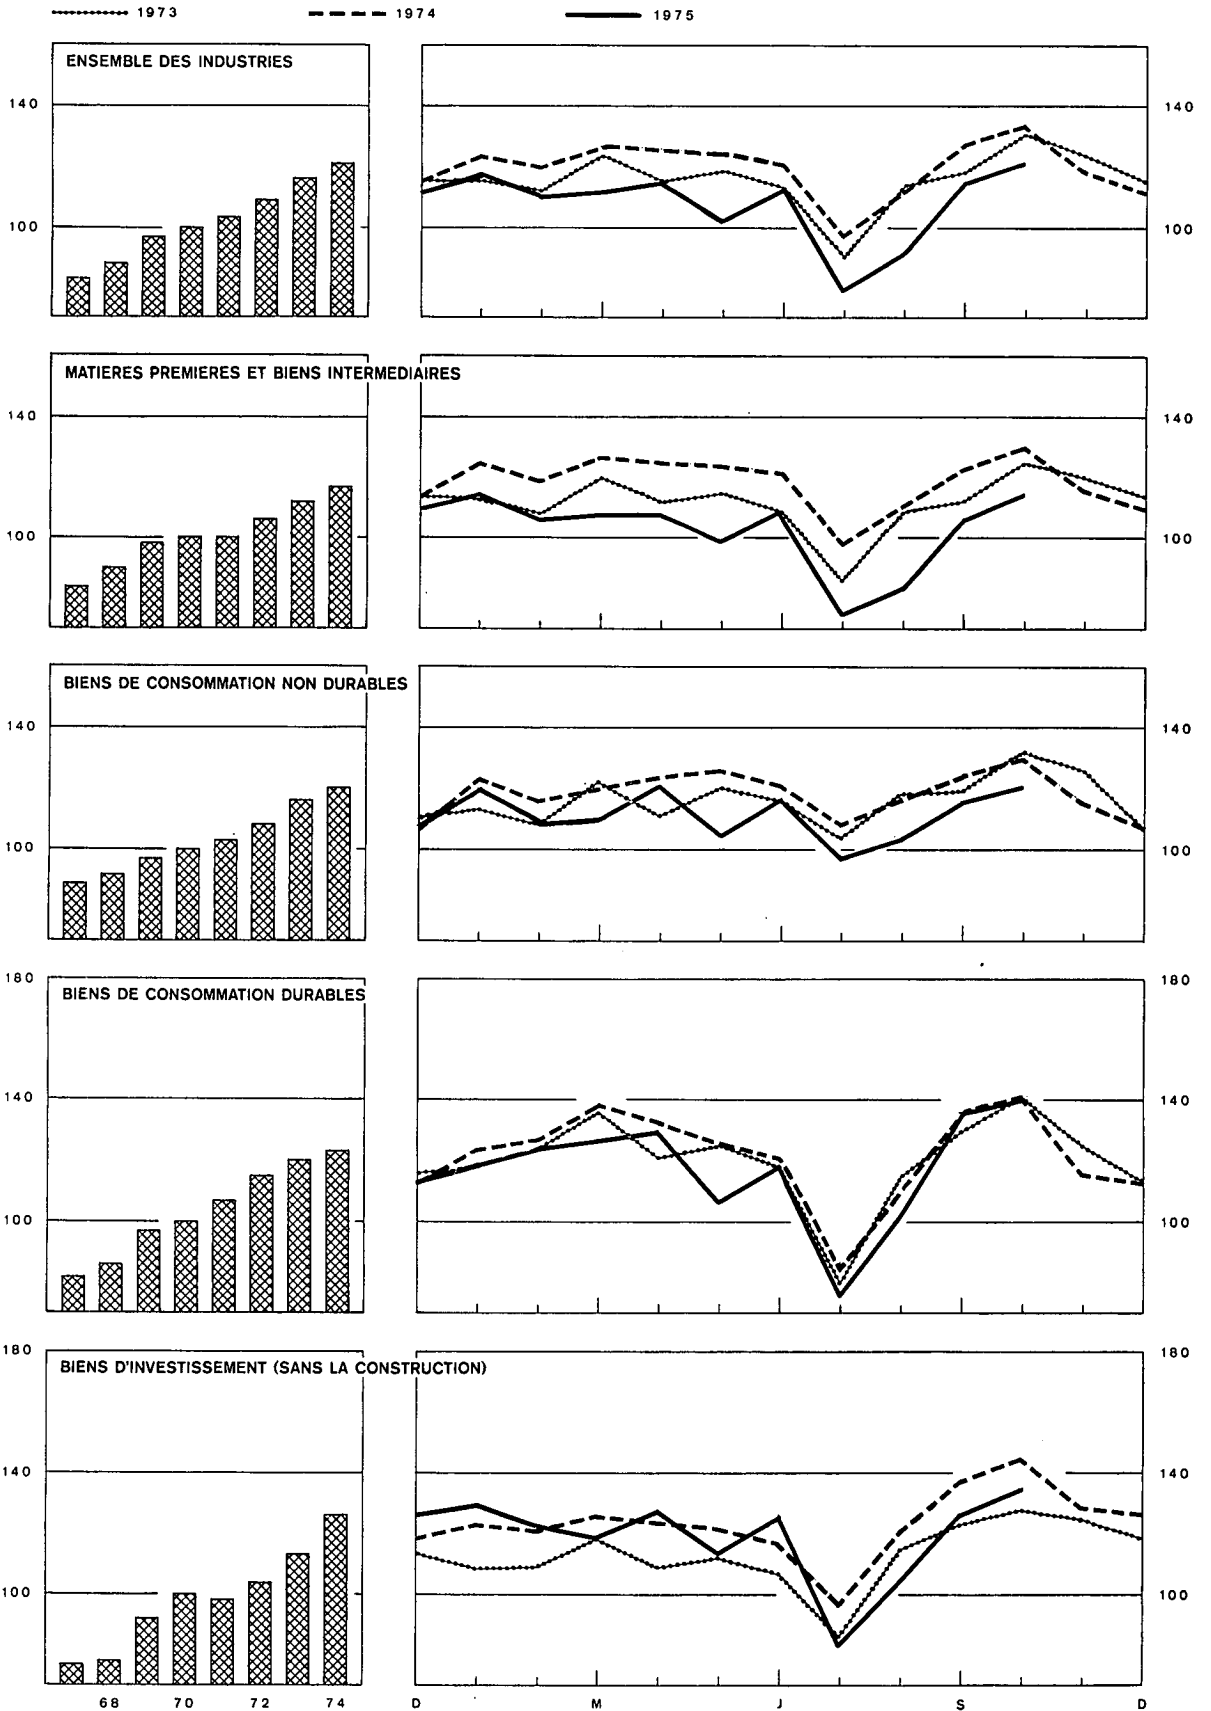 1973 1974 1975
ENSEMBLE DES INDUSTRIES
140 140
100 100
MATIERES PREMIERES ET BIENS INTERMEDIAIRES
140 140
100 100
BIENS DE CONSOMMATION NON DURABLES
140 140
100 100
180 180
BIENS DE CONSOMMATION DURABLES
140 140
100 100
180 180
BIENS D'INVESTISSEMENT (SANS LA CONSTRUCTION)
140 140
100 100
68 70 72 74 D M J S D